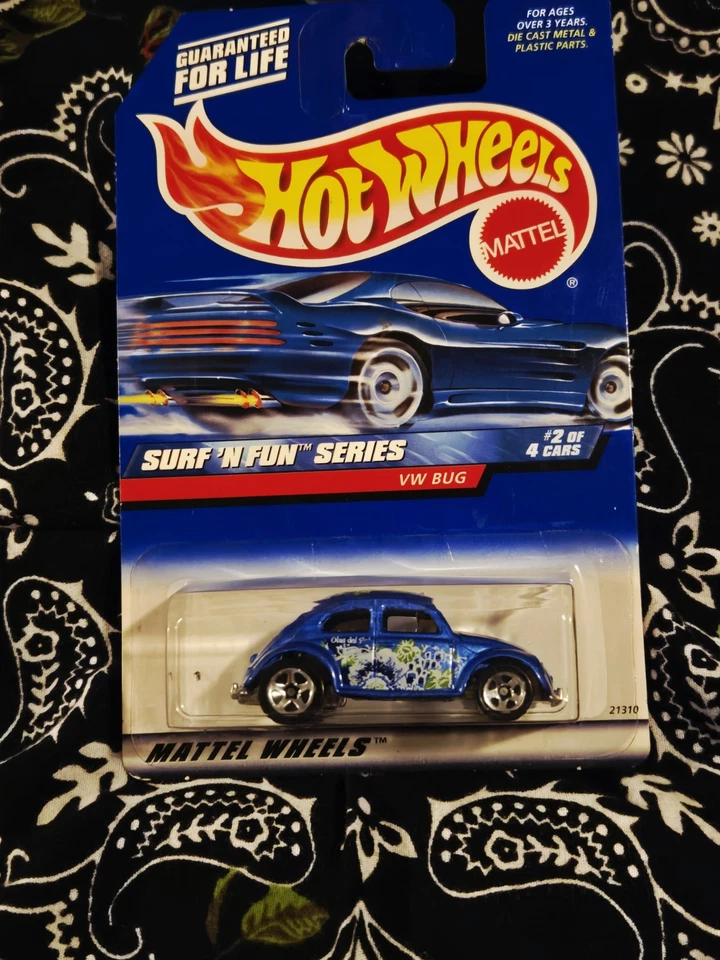 GUARANTEED
FOR LIFE
FOR AGES
OVER 3 YEARS.
DIE CAST METAL &
PLASTIC PARTS.
HOT WHEELS
MATTEL
®
SURF 'N FUN™ SERIES
#2 OF
4 CARS
VW BUG
21310
MATTEL WHEELS™